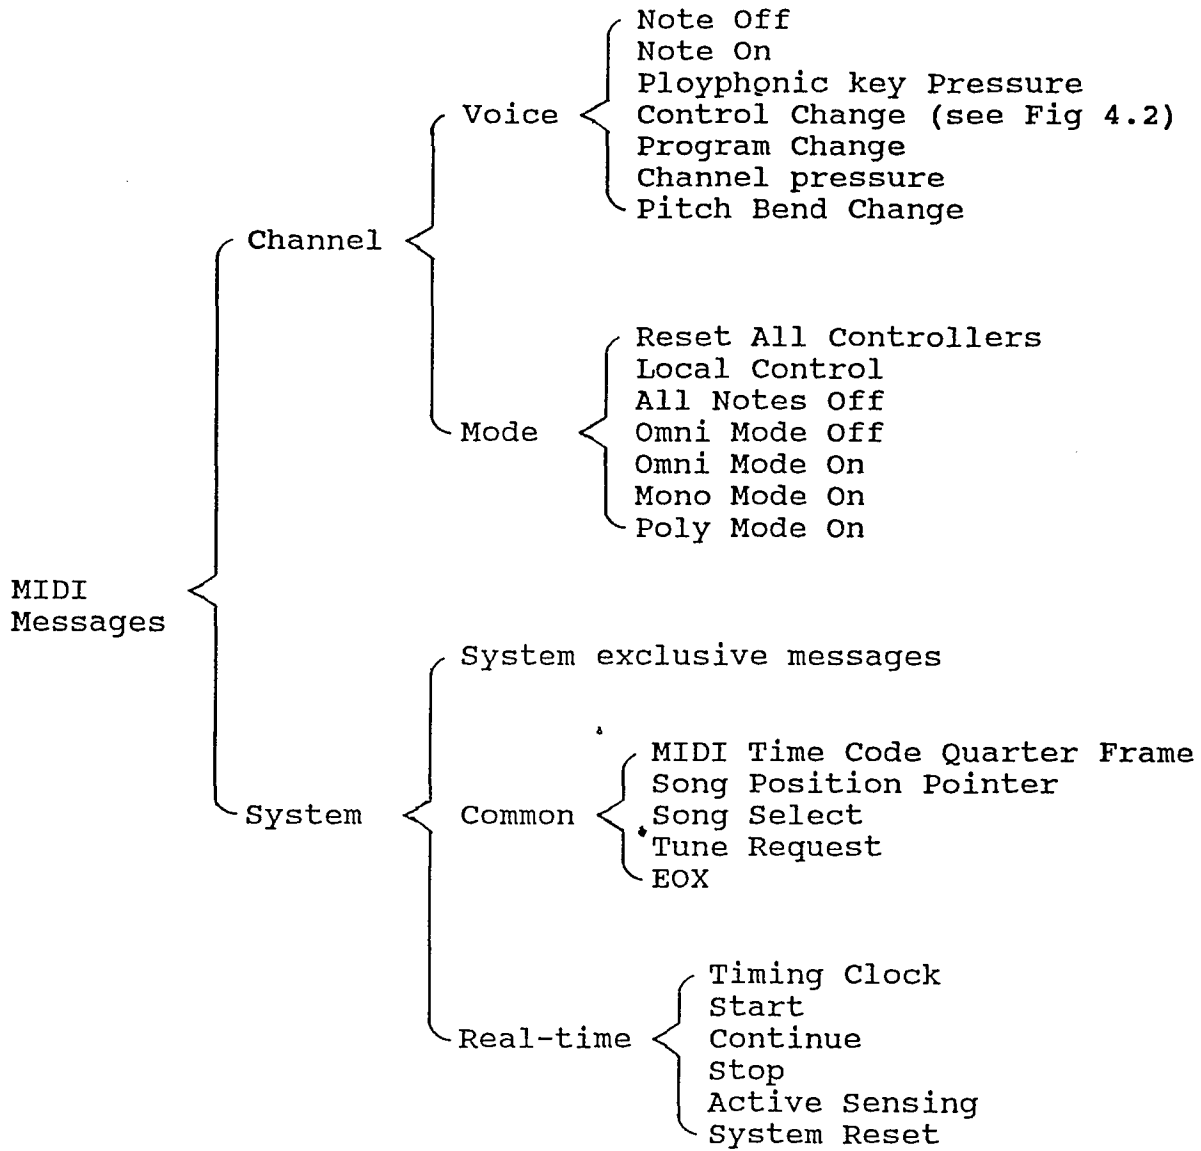 Note Off
Note On
Ployphonic key Pressure
Voice
Control Change (see Fig 4.2)
Program Change
Channel pressure
Pitch Bend Change
Channel
Reset All Controllers
Local Control
All Notes Off
Mode
Omni Mode Off
Omni Mode On
Mono Mode On
Poly Mode On
MIDI
Messages
System exclusive messages
MIDI Time Code Quarter Frame
Song Position Pointer
System
Common
Song Select
Tune Request
EOX
Timing Clock
Start
Real-time
Continue
Stop
Active Sensing
System Reset